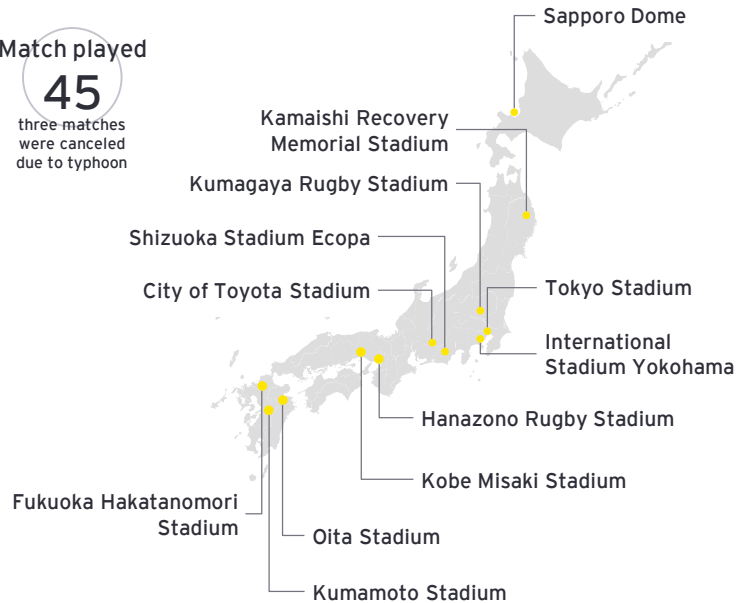 Match played
45
three matches
were canceled
due to typhoon
Sapporo Dome
Kamaishi Recovery
Memorial Stadium
Kumagaya Rugby Stadium
Shizuoka Stadium Ecopa
City of Toyota Stadium
Tokyo Stadium
International
Stadium Yokohama
Hanazono Rugby Stadium
Kobe Misaki Stadium
Fukuoka Hakatanomori
Stadium
Oita Stadium
Kumamoto Stadium